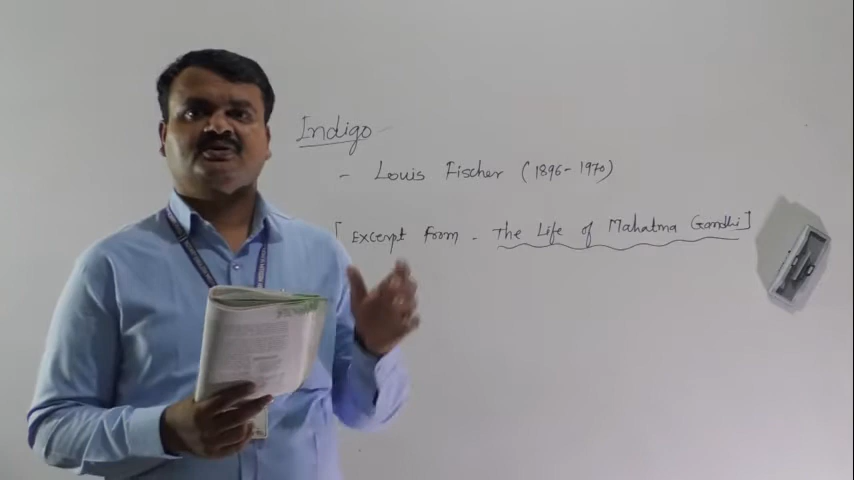 Indigo
- Louis Fischer (1896-1970)
[Excerpt from - The Life of Mahatma Gandhi]